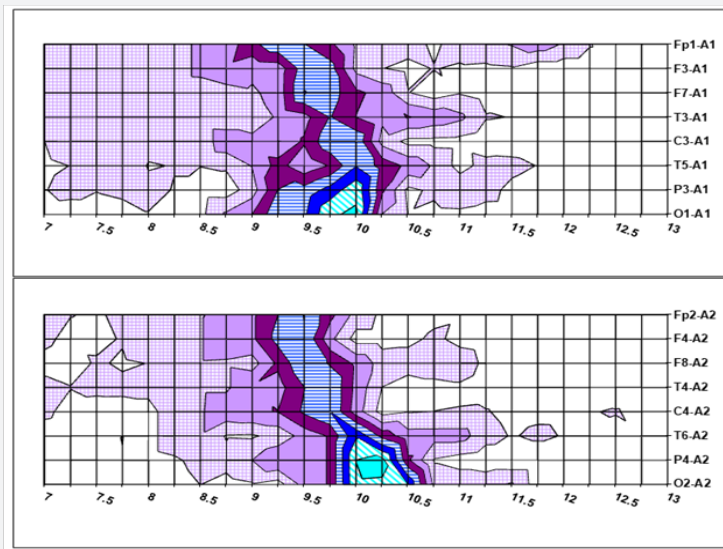 Fp1-A1
F3-A1
F7-A1
T3-A1
C3-A1
T5-A1
P3-A1
O1-A1
7 7.5 8 8.5 9 9.5 10 10.5 11 11.5 12 12.5 13
Fp2-A2
F4-A2
F8-A2
T4-A2
C4-A2
T6-A2
P4-A2
O2-A2
7 7.5 8 8.5 9 9.5 10 10.5 11 11.5 12 12.5 13